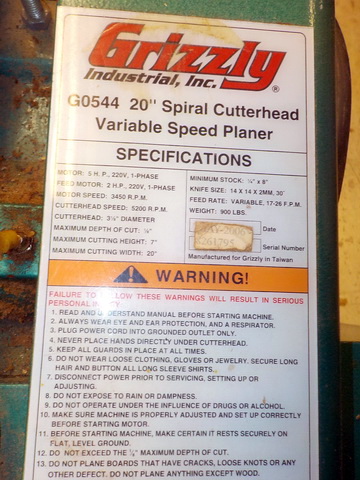 Grizzly
Industrial, Inc. ®
G0544 20" Spiral Cutterhead
Variable Speed Planer
SPECIFICATIONS
MOTOR: 5 H.P., 220V, 1-PHASE
FEED MOTOR: 2 H.P., 220V, 1-PHASE
MOTOR SPEED: 3450 R.P.M.
CUTTERHEAD SPEED: 5200 R.P.M.
CUTTERHEAD: 3⅛" DIAMETER
MAXIMUM DEPTH OF CUT: ⅛"
MAXIMUM CUTTING HEIGHT: 7"
MAXIMUM CUTTING WIDTH: 20"
MINIMUM STOCK: ¼" x 8"
KNIFE SIZE: 14 X 14 X 2MM, 30°
FEED RATE: VARIABLE, 17-26 F.P.M.
WEIGHT: 900 LBS.
Date
Serial Number
Manufactured for Grizzly in Taiwan
WARNING!
FAILURE TO FOLLOW THESE WARNINGS WILL RESULT IN SERIOUS
PERSONAL
1. READ AND UNDERSTAND MANUAL BEFORE STARTING MACHINE.
2. ALWAYS WEAR EYE AND EAR PROTECTION, AND A RESPIRATOR.
3. PLUG POWER CORD INTO GROUNDED OUTLET ONLY.
4. NEVER PLACE HANDS DIRECTLY UNDER CUTTERHEAD.
5. KEEP ALL GUARDS IN PLACE AT ALL TIMES.
6. DO NOT WEAR LOOSE CLOTHING, GLOVES OR JEWELRY. SECURE LONG
HAIR AND BUTTON ALL LONG SLEEVE SHIRTS.
7. DISCONNECT POWER PRIOR TO SERVICING, SETTING UP OR
ADJUSTING.
8. DO NOT EXPOSE TO RAIN OR DAMPNESS.
9. DO NOT OPERATE UNDER THE INFLUENCE OF DRUGS OR ALCOHOL.
10. MAKE SURE MACHINE IS PROPERLY ADJUSTED AND SET UP CORRECTLY
BEFORE STARTING MOTOR.
11. BEFORE STARTING MACHINE, MAKE CERTAIN IT RESTS SECURELY ON
FLAT, LEVEL GROUND.
12. DO NOT EXCEED THE ⅛" MAXIMUM DEPTH OF CUT.
13. DO NOT PLANE BOARDS THAT HAVE CRACKS, LOOSE KNOTS OR ANY
OTHER DEFECT. DO NOT PLANE ANYTHING EXCEPT WOOD.